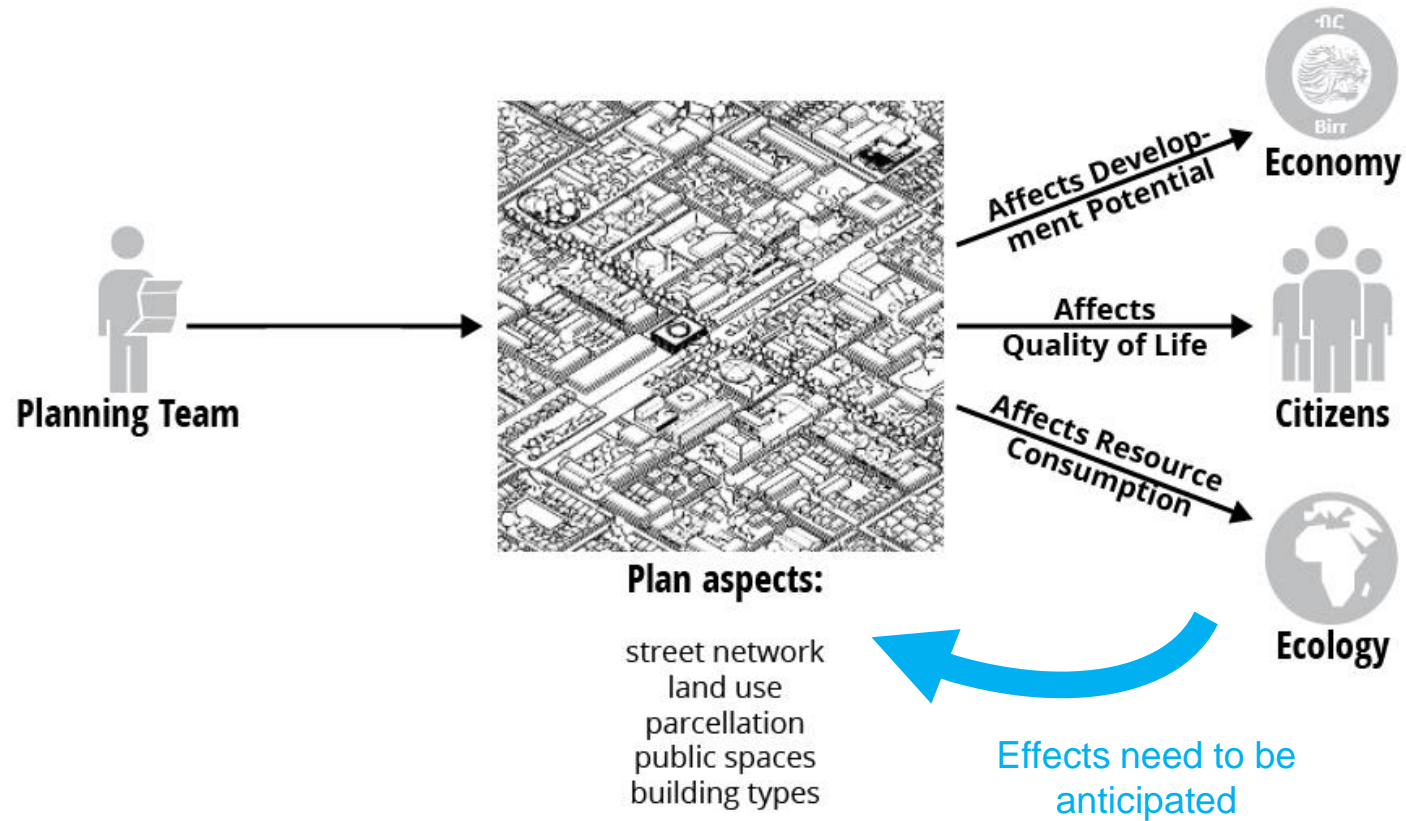 Planning Team
Plan aspects:
street network
land use
parcellation
public spaces
building types
Affects Develop-
ment Potential
Affects
Quality of Life
Affects Resource
Consumption
ብር
Birr
Economy
Citizens
Ecology
Effects need to be
anticipated